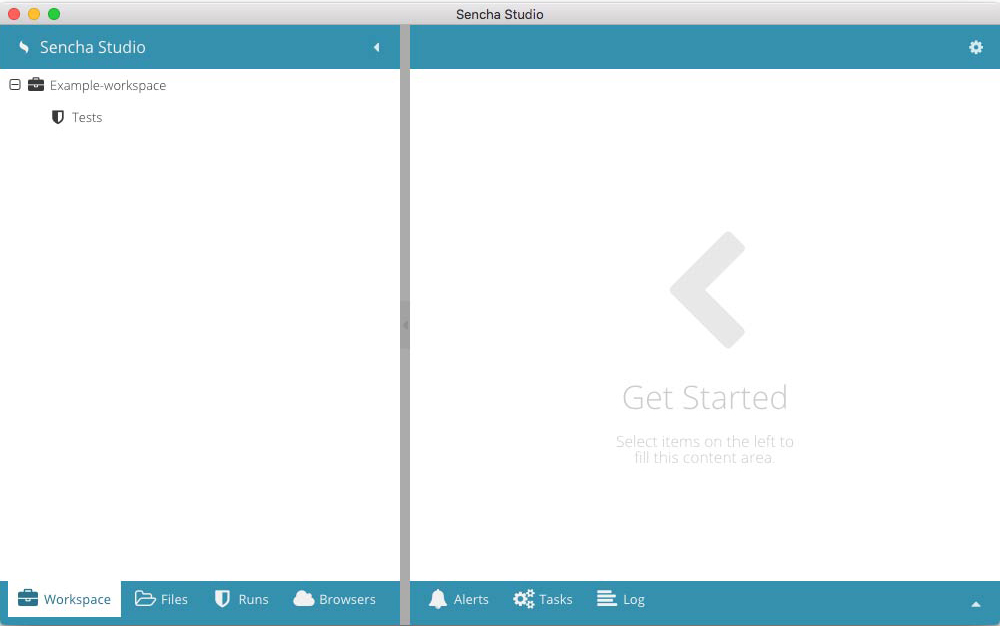 Sencha Studio
Sencha Studio
Example-workspace
Tests
Get Started
Select items on the left to
fill this content area.
Workspace
Files
Runs
Browsers
Alerts
Tasks
Log